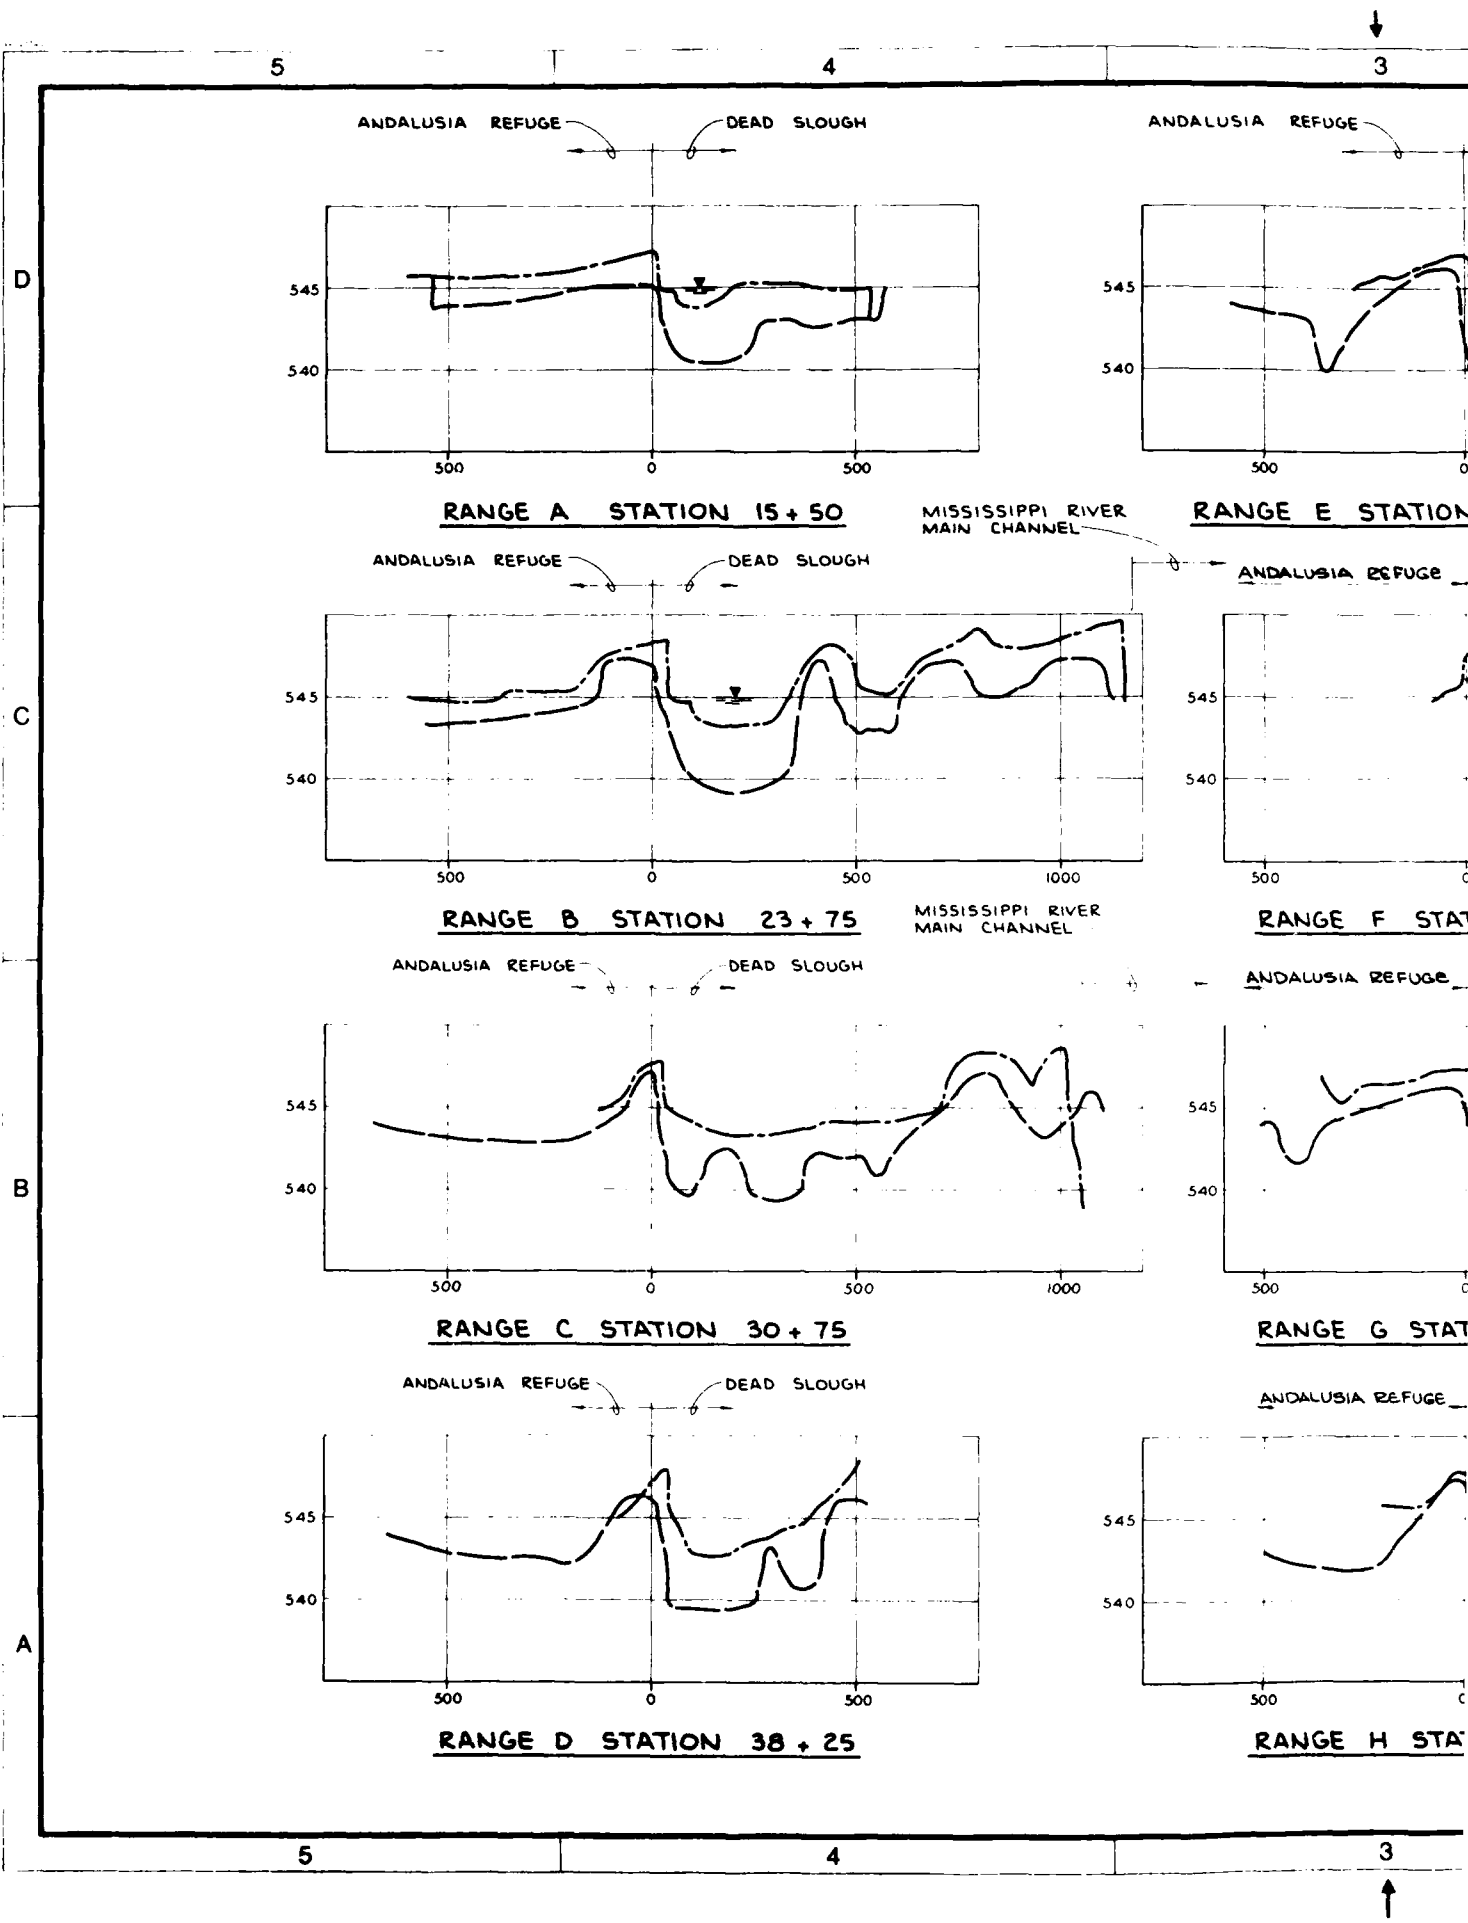 5 4 3
ANDALUSIA REFUGE DEAD SLOUGH ANDALUSIA REFUGE
D
545 545
540 540
500 0 500 500 0
RANGE A STATION 15 + 50 RANGE E STATION
MISSISSIPPI RIVER
MAIN CHANNEL
ANDALUSIA REFUGE DEAD SLOUGH ANDALUSIA REFUGE
C
545 545
540 540
500 0 500 1000 500
RANGE B STATION 23 + 75 RANGE F STAT
MISSISSIPPI RIVER
MAIN CHANNEL
ANDALUSIA REFUGE DEAD SLOUGH ANDALUSIA REFUGE
545 545
B
540 540
500 0 500 1000 500
RANGE C STATION 30 + 75 RANGE G STAT
ANDALUSIA REFUGE DEAD SLOUGH ANDALUSIA REFUGE
545 545
540 540
A
500 0 500 500
RANGE D STATION 38 + 25 RANGE H STA
5 4 3